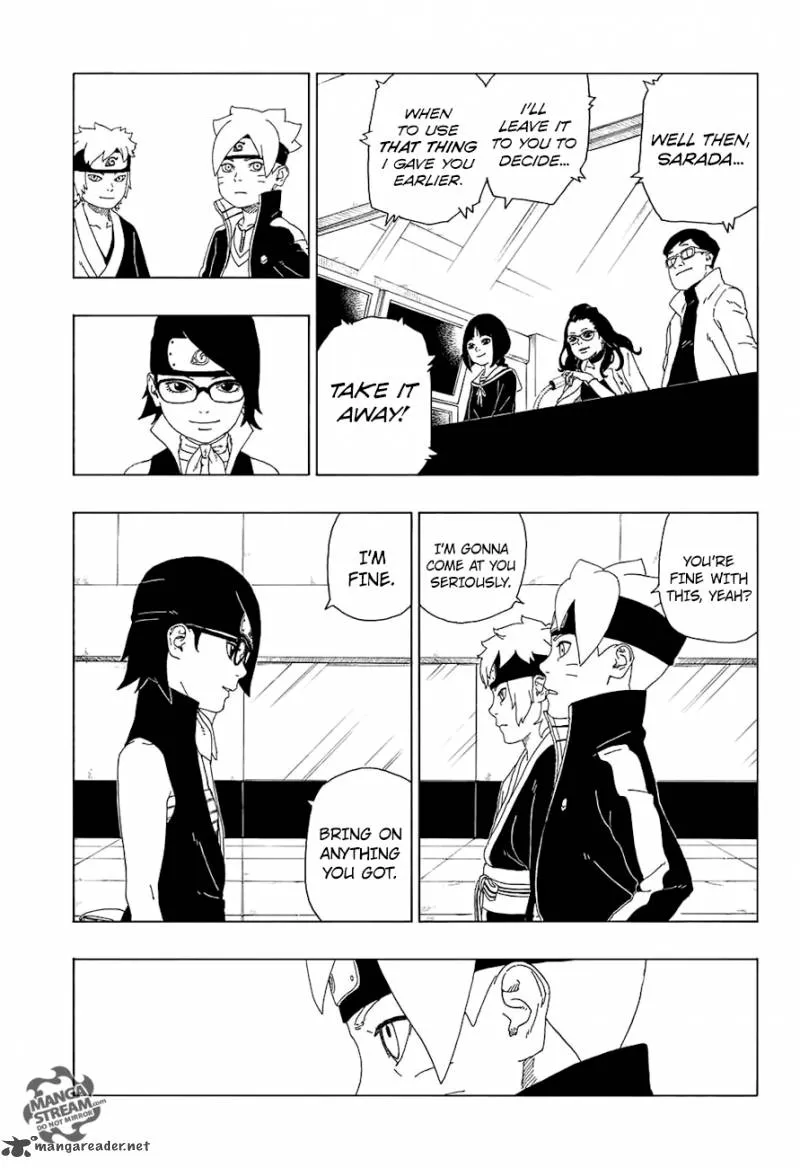 WELL THEN,
SARADA...
I'LL
LEAVE IT
TO YOU TO
DECIDE...
WHEN
TO USE
THAT THING
I GAVE YOU
EARLIER.
TAKE IT
AWAY!
YOU'RE
FINE WITH
THIS, YEAH?
I'M GONNA
COME AT YOU
SERIOUSLY.
I'M
FINE.
BRING ON
ANYTHING
YOU GOT.
MANGA
STREAM.com
DO NOT MIRROR
mangareader.net